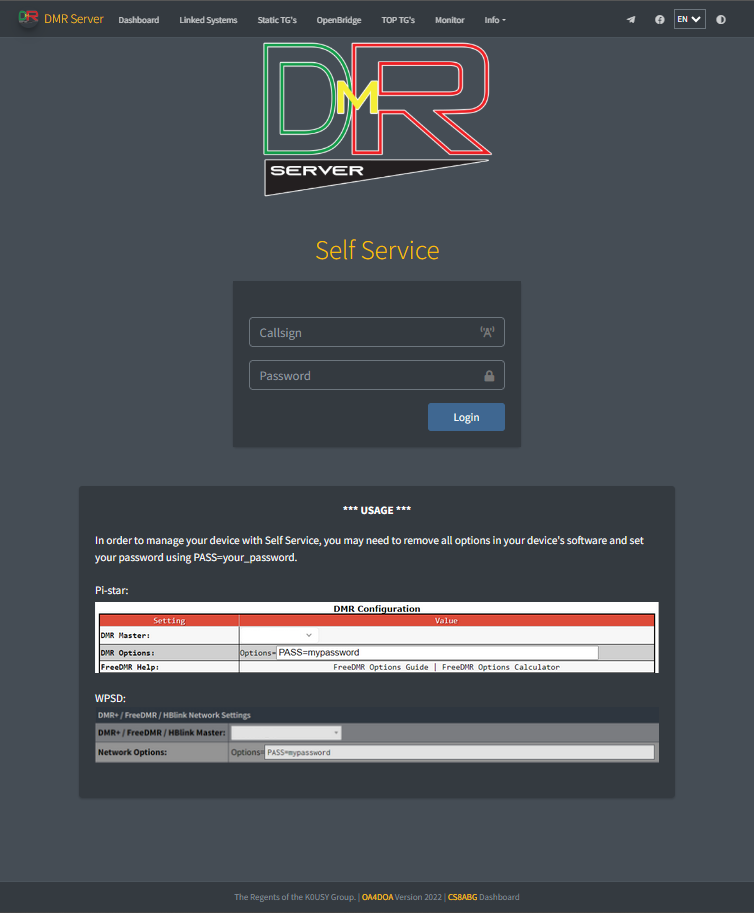 DMR Server Dashboard Linked Systems Static TG's OpenBridge TOP TG's Monitor Info EN
DMR
SERVER
Self Service
Callsign
Password
Login
*** USAGE ***
In order to manage your device with Self Service, you may need to remove all options in your device's software and set
your password using PASS=your_password.
Pi-star:
DMR Configuration
Setting Value
DMR Master:
DMR Options: Options= PASS=mypassword
FreeDMR Help: FreeDMR Options Guide | FreeDMR Options Calculator
WPSD:
DMR+ / FreeDMR / HBlink Network Settings
DMR+ / FreeDMR / HBlink Master:
Network Options: Options= PASS=mypassword
The Regents of the K0USY Group. | OA4DOA Version 2022 | CS8ABG Dashboard